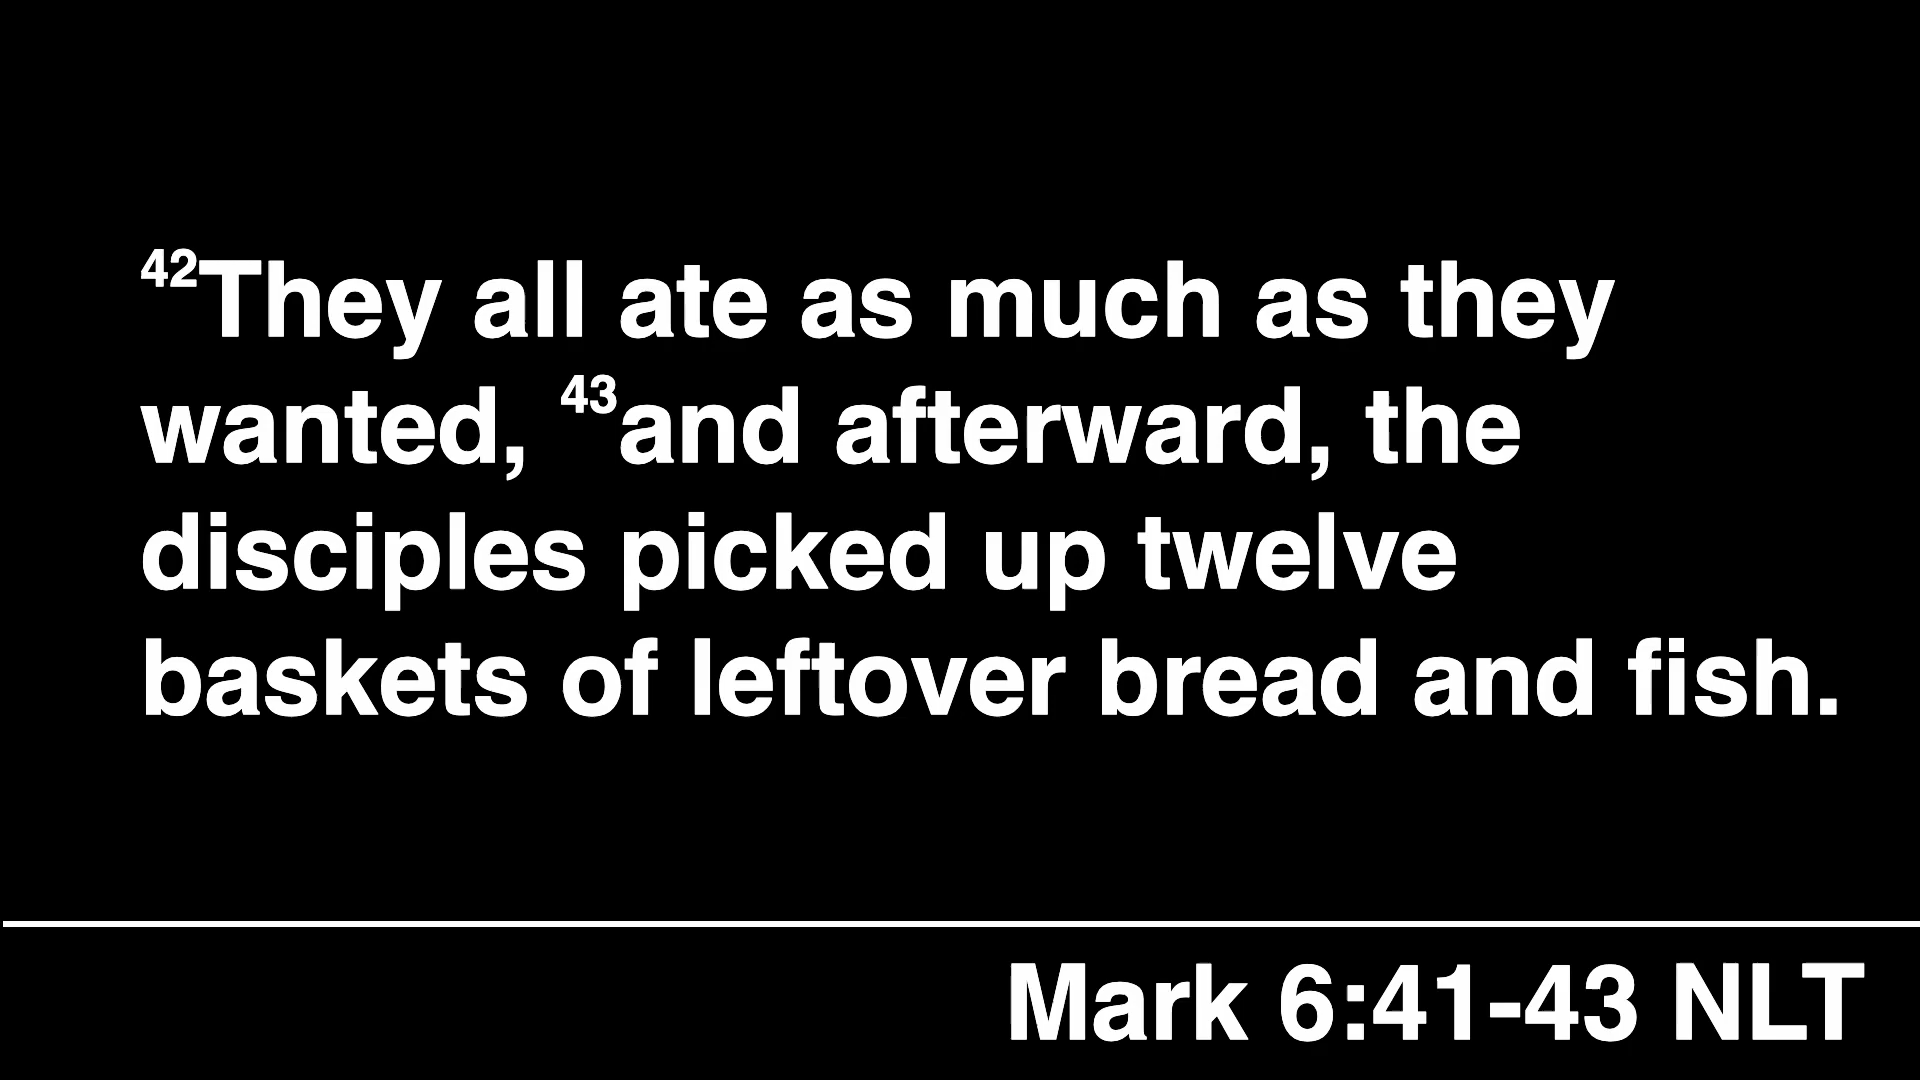 ⁴²They all ate as much as they
wanted, ⁴³and afterward, the
disciples picked up twelve
baskets of leftover bread and fish.
Mark 6:41-43 NLT